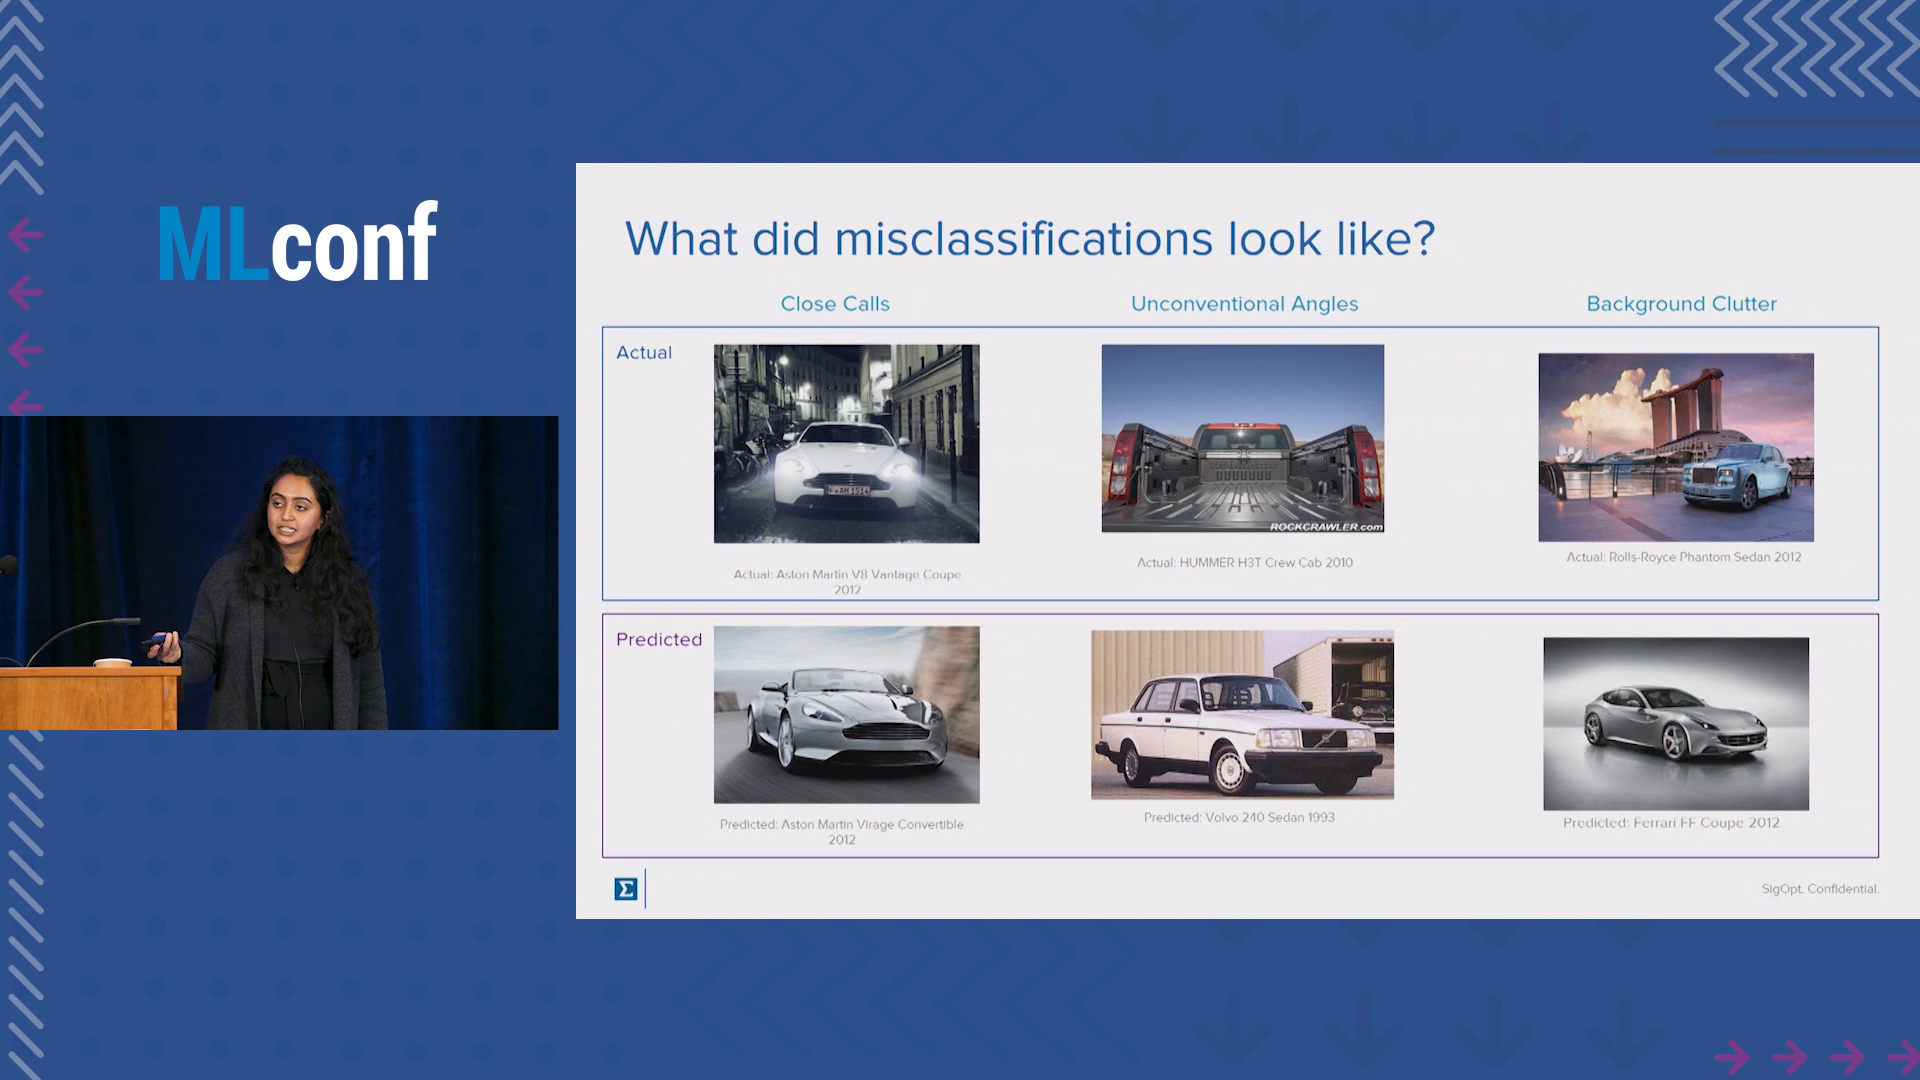 MLconf
What did misclassifications look like?
Close Calls
Unconventional Angles
Background Clutter
Actual
F·AM 1514
ROCKCRAWLER.com
Actual: Aston Martin V8 Vantage Coupe
2012
Actual: HUMMER H3T Crew Cab 2010
Actual: Rolls-Royce Phantom Sedan 2012
Predicted
Predicted: Aston Martin Virage Convertible
2012
Predicted: Volvo 240 Sedan 1993
Predicted: Ferrari FF Coupe 2012
Σ
SigOpt. Confidential.